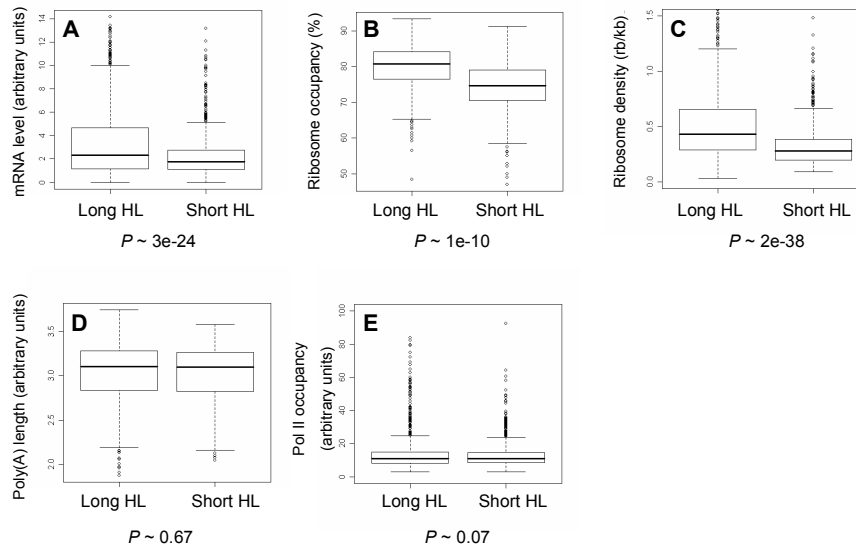 A
mRNA level (arbitrary units)
0 2 4 6 8 10 12 14
Long HL Short HL
P ~ 3e-24
B
Ribosome occupancy (%)
50 60 70 80 90
Long HL Short HL
P ~ 1e-10
C
Ribosome density (rb/kb)
0.0 0.5 1.0 1.5
Long HL Short HL
P ~ 2e-38
D
Poly(A) length (arbitrary units)
2.0 2.5 3.0 3.5
Long HL Short HL
P ~ 0.67
E
Pol II occupancy
(arbitrary units)
0 20 40 60 80 100
Long HL Short HL
P ~ 0.07